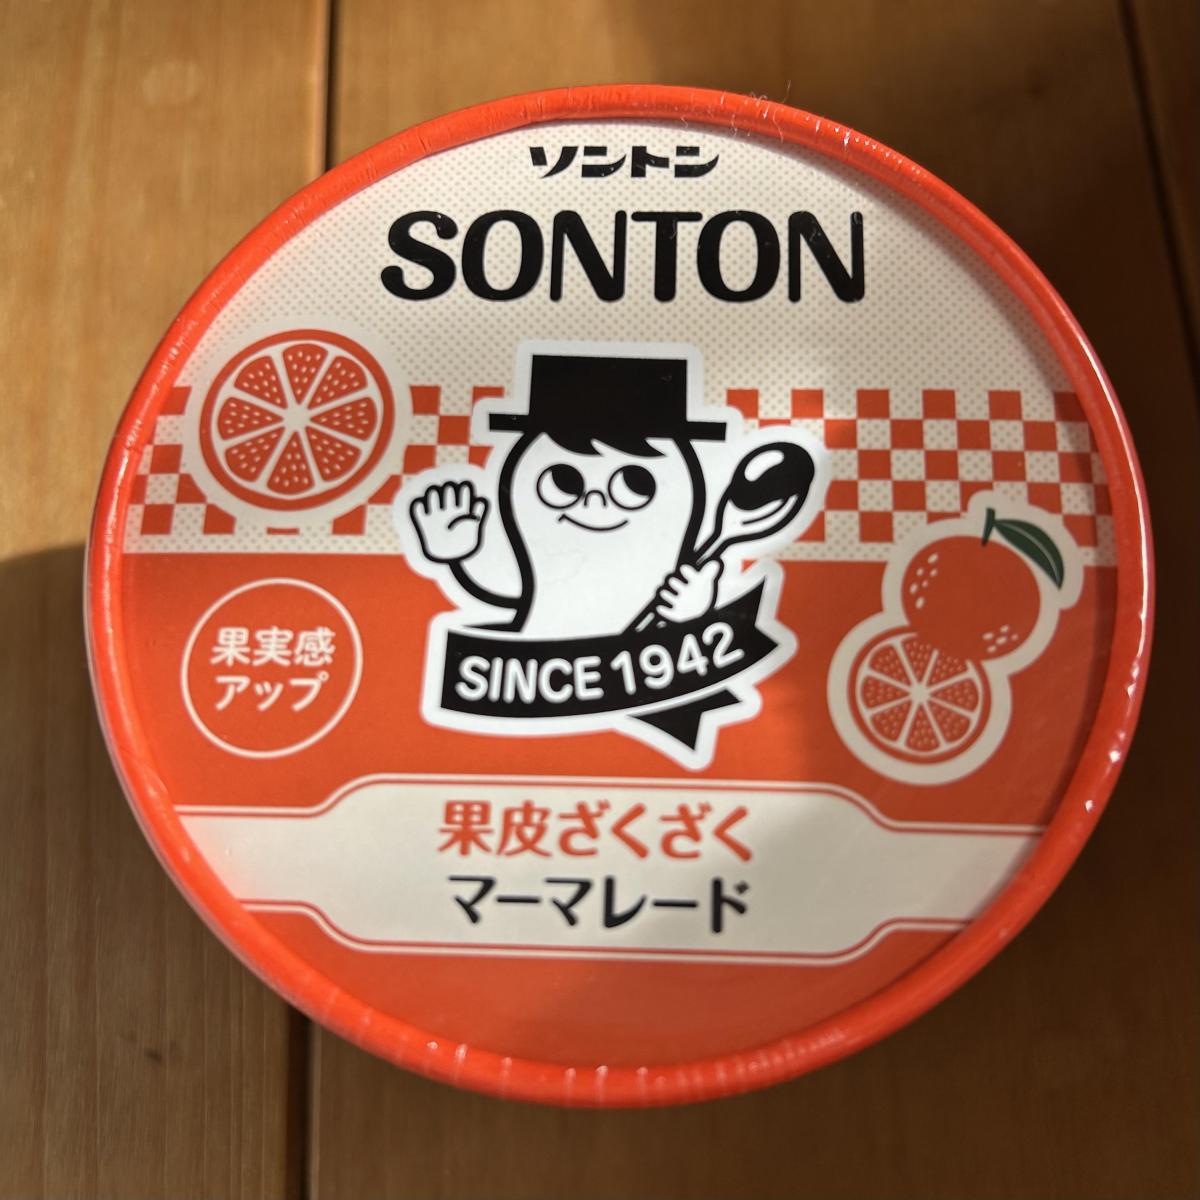 ソントン
SONTON
SINCE 1942
果実感
アップ
果皮ざくざく
マーマレード